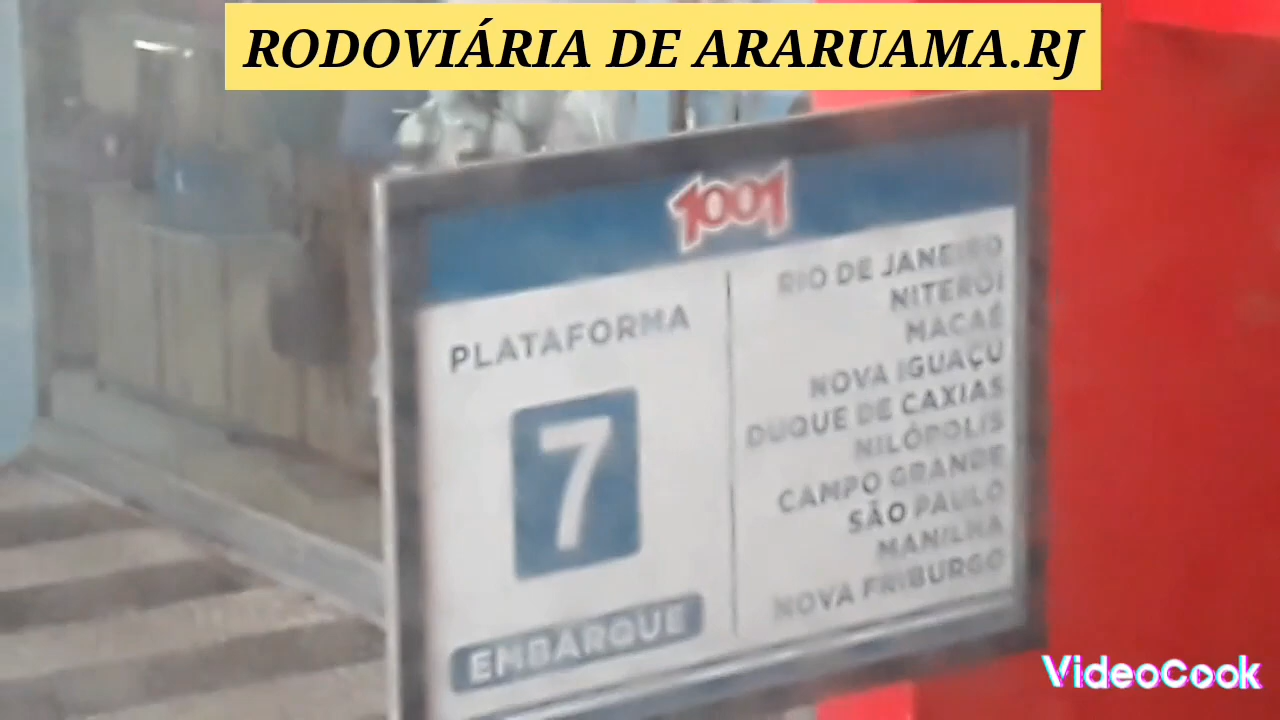 RODOVIÁRIA DE ARARUAMA.RJ
1001
PLATAFORMA
7
EMBARQUE
RIO DE JANEIRO
NITERÓI
MACAÉ
NOVA IGUAÇU
DUQUE DE CAXIAS
NILÓPOLIS
CAMPO GRANDE
SÃO PAULO
MANILHA
NOVA FRIBURGO
VideoCook